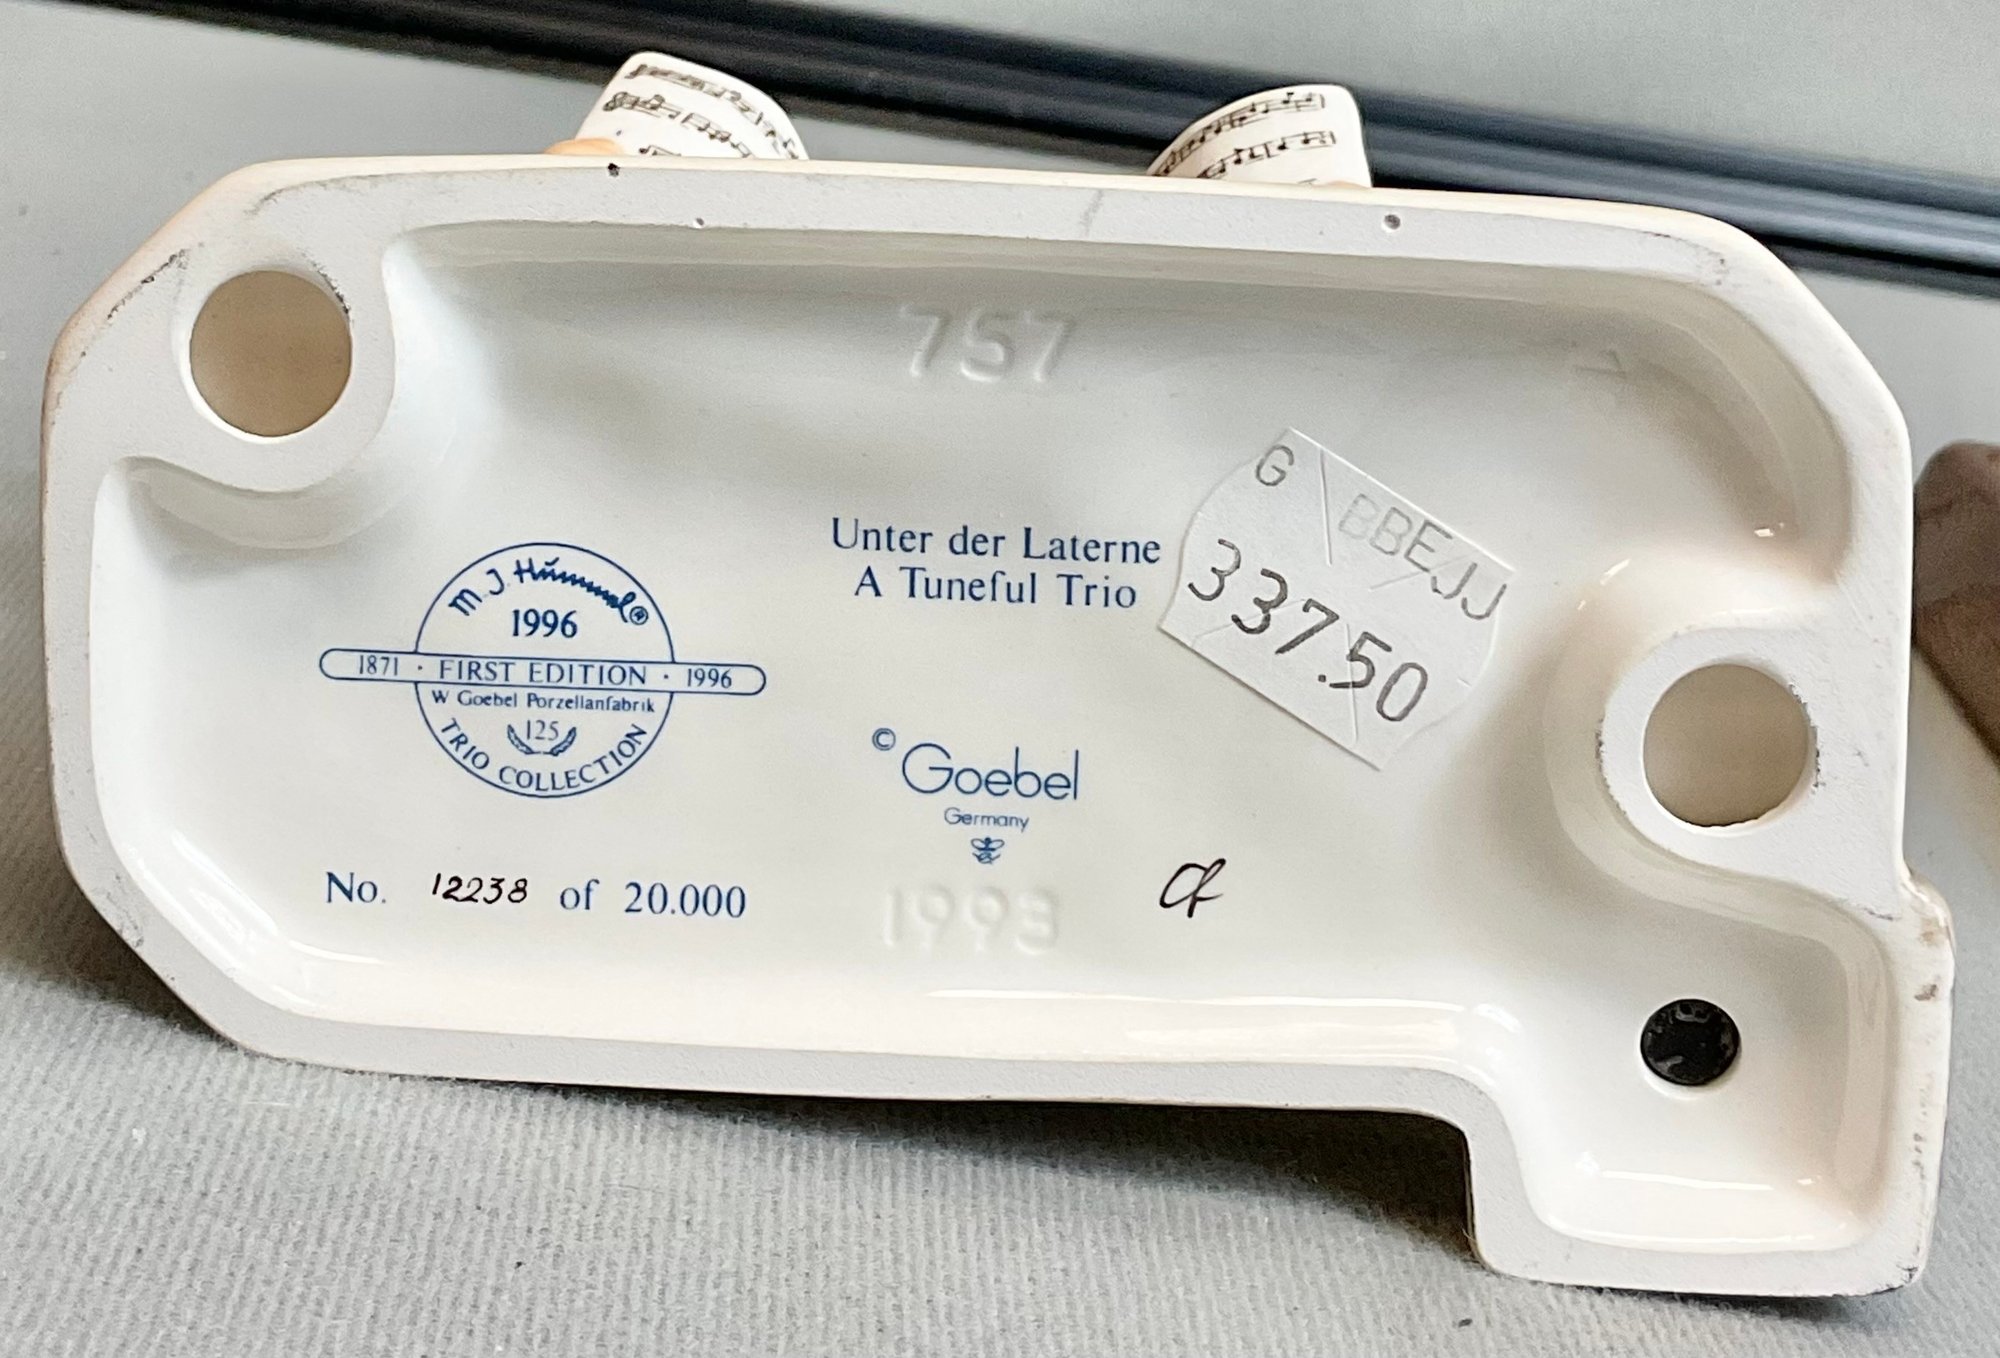 757
Unter der Laterne
A Tuneful Trio
G BBEJJ
337.50
M.J. Hummel®
1996
1871 · FIRST EDITION · 1996
W Goebel Porzellanfabrik
125
TRIO COLLECTION
© Goebel
Germany
No. 12238 of 20.000
1993